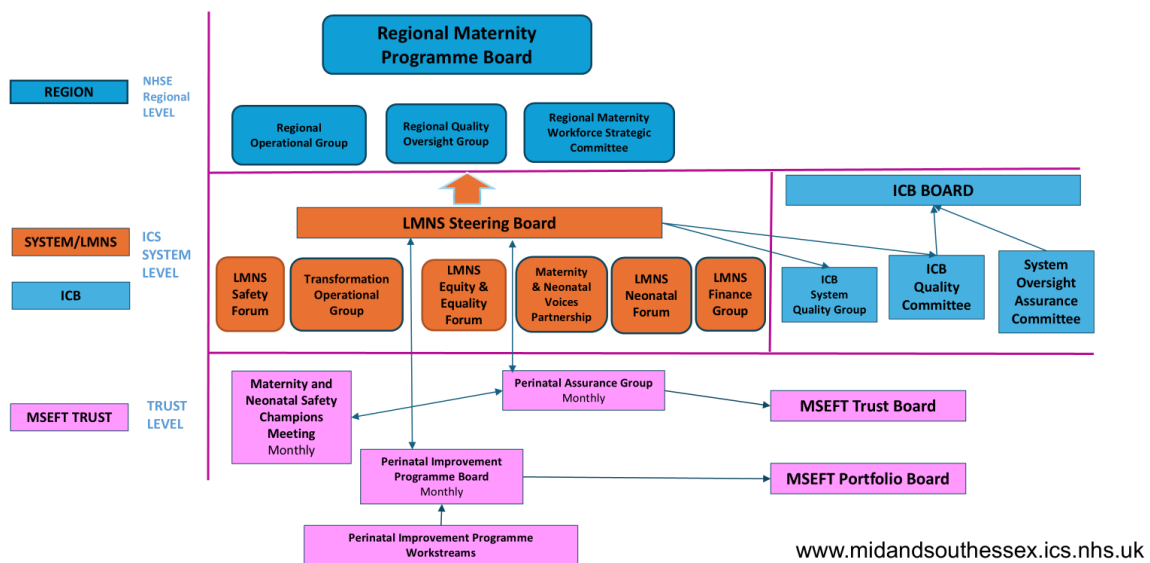 Regional Maternity
Programme Board
REGION
NHSE
Regional
LEVEL
Regional
Operational Group
Regional Quality
Oversight Group
Regional Maternity
Workforce Strategic
Committee
ICB BOARD
LMNS Steering Board
SYSTEM/LMNS
ICS
SYSTEM
LEVEL
ICB
LMNS
Safety
Forum
Transformation
Operational
Group
LMNS
Equity &
Equality
Forum
Maternity
& Neonatal
Voices
Partnership
LMNS
Neonatal
Forum
LMNS
Finance
Group
ICB
System
Quality Group
ICB
Quality
Committee
System
Oversight
Assurance
Committee
MSEFT TRUST
TRUST
LEVEL
Maternity and
Neonatal Safety
Champions
Meeting
Monthly
Perinatal Assurance Group
Monthly
MSEFT Trust Board
Perinatal Improvement
Programme Board
Monthly
MSEFT Portfolio Board
Perinatal Improvement Programme
Workstreams
www.midandsouthessex.ics.nhs.uk